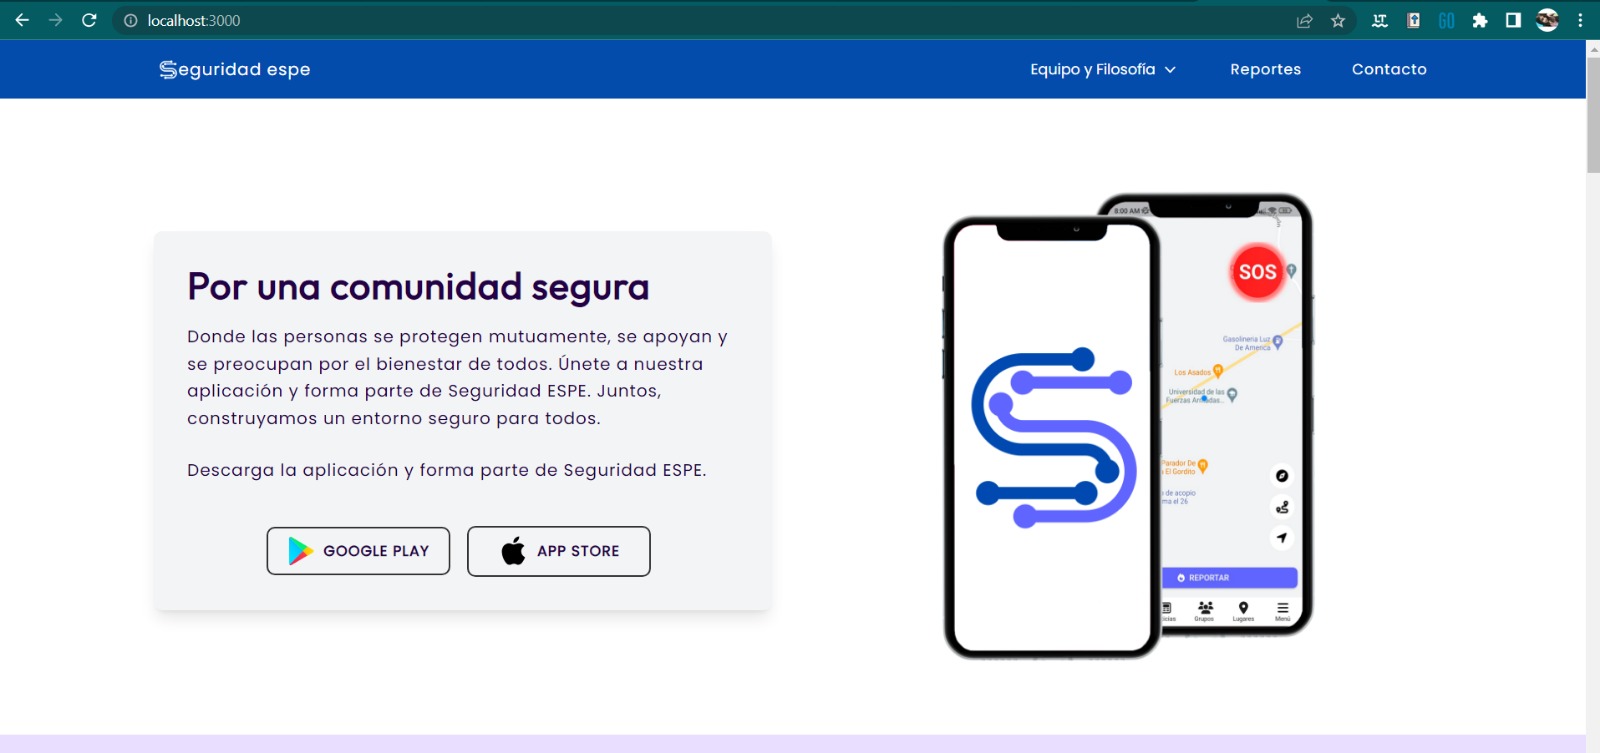 localhost:3000
Seguridad espe
Equipo y Filosofía
Reportes
Contacto
Por una comunidad segura
Donde las personas se protegen mutuamente, se apoyan y
se preocupan por el bienestar de todos. Únete a nuestra
aplicación y forma parte de Seguridad ESPE. Juntos,
construyamos un entorno seguro para todos.
Descarga la aplicación y forma parte de Seguridad ESPE.
GOOGLE PLAY
APP STORE
8:00 AM
SOS
Gasolineria Luz
De America
Los Asados
Universidad de las
Fuerzas Armadas...
Parador De
El Gordito
de acopio
ma el 26
REPORTAR
icias
Grupos
Lugares
Menú
GO